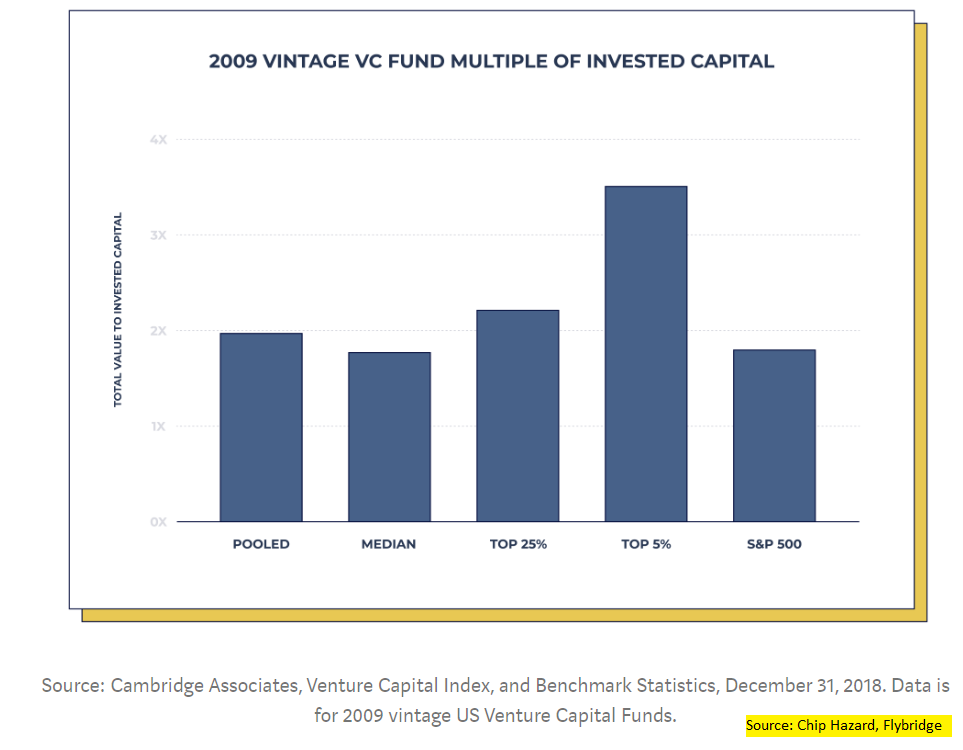 2009 VINTAGE VC FUND MULTIPLE OF INVESTED CAPITAL
TOTAL VALUE TO INVESTED CAPITAL
4X
3X
2X
1X
0X
POOLED MEDIAN TOP 25% TOP 5% S&P 500
Source: Cambridge Associates, Venture Capital Index, and Benchmark Statistics, December 31, 2018. Data is
for 2009 vintage US Venture Capital Funds.
Source: Chip Hazard, Flybridge